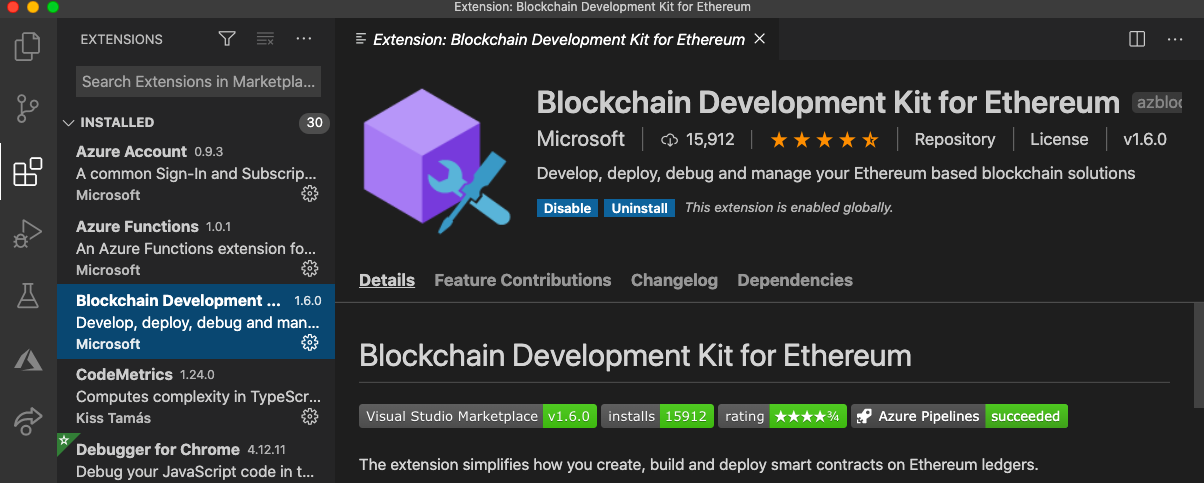 Extension: Blockchain Development Kit for Ethereum
EXTENSIONS
Search Extensions in Marketpla...
INSTALLED 30
Azure Account 0.9.3
A common Sign-In and Subscrip...
Microsoft
Azure Functions 1.0.1
An Azure Functions extension fo...
Microsoft
Blockchain Development ... 1.6.0
Develop, deploy, debug and man...
Microsoft
CodeMetrics 1.24.0
Computes complexity in TypeScr...
Kiss Tamás
Debugger for Chrome 4.12.11
Debug your JavaScript code in t...
Extension: Blockchain Development Kit for Ethereum
Blockchain Development Kit for Ethereum azbloc
Microsoft 15,912 Repository License v1.6.0
Develop, deploy, debug and manage your Ethereum based blockchain solutions
Disable Uninstall This extension is enabled globally.
Details Feature Contributions Changelog Dependencies
Blockchain Development Kit for Ethereum
Visual Studio Marketplace v1.6.0 installs 15912 rating ★★★★¾ Azure Pipelines succeeded
The extension simplifies how you create, build and deploy smart contracts on Ethereum ledgers.